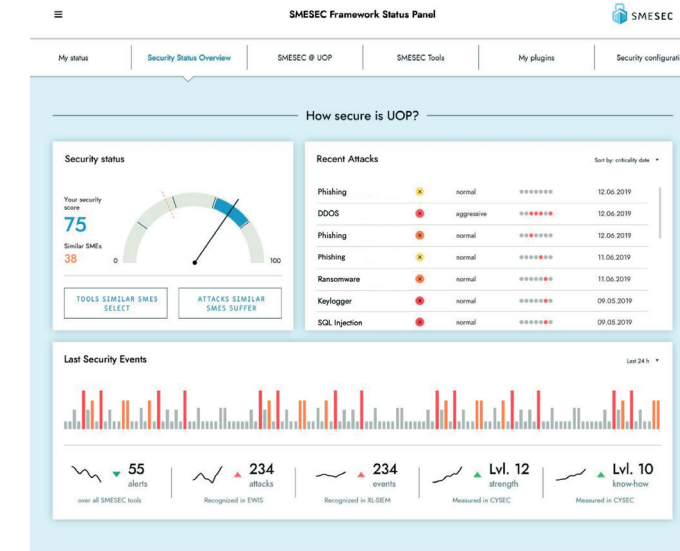 SMESEC Framework Status Panel
SMESEC
My status
Security Status Overview
SMESEC @ UOP
SMESEC Tools
My plugins
Security configurati
How secure is UOP?
Security status
Your security
score
75
Similar SMEs
38
0
100
TOOLS SIMILAR SMES
SELECT
ATTACKS SIMILAR
SMES SUFFER
Recent Attacks
Sort by: criticality date
Phishing normal 12.06.2019
DDOS aggressive 12.06.2019
Phishing normal 12.06.2019
Phishing normal 11.06.2019
Ransomware normal 11.06.2019
Keylogger normal 09.05.2019
SQL Injection normal 09.05.2019
Last Security Events
Last 24 h
55
alerts
over all SMESEC tools
234
attacks
Recognized in EWIS
234
events
Recognized in XL-SIEM
Lvl. 12
strength
Measured in CYSEC
Lvl. 10
know-how
Measured in CYSEC